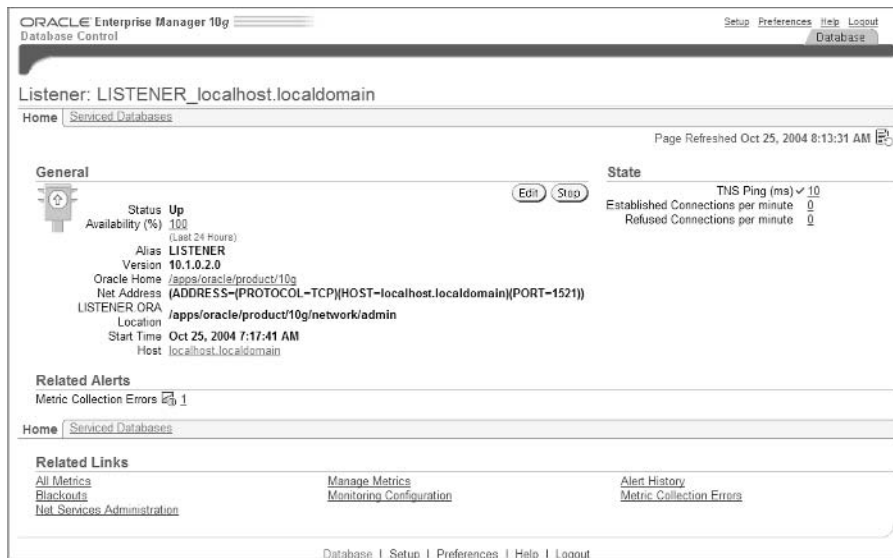 ORACLE Enterprise Manager 10g
Database Control
Setup Preferences Help Logout
Database
Listener: LISTENER_localhost.localdomain
Home Serviced Databases
Page Refreshed Oct 25, 2004 8:13:31 AM
General
Edit Stop
Status Up
Availability (%) 100
(Last 24 Hours)
Alias LISTENER
Version 10.1.0.2.0
Oracle Home /apps/oracle/product/10g
Net Address (ADDRESS=(PROTOCOL=TCP)(HOST=localhost.localdomain)(PORT=1521))
LISTENER.ORA
Location /apps/oracle/product/10g/network/admin
Start Time Oct 25, 2004 7:17:41 AM
Host localhost.localdomain
State
TNS Ping (ms) 10
Established Connections per minute 0
Refused Connections per minute 0
Related Alerts
Metric Collection Errors 1
Home Serviced Databases
Related Links
All Metrics Manage Metrics Alert History
Blackouts Monitoring Configuration Metric Collection Errors
Net Services Administration
Database | Setup | Preferences | Help | Logout